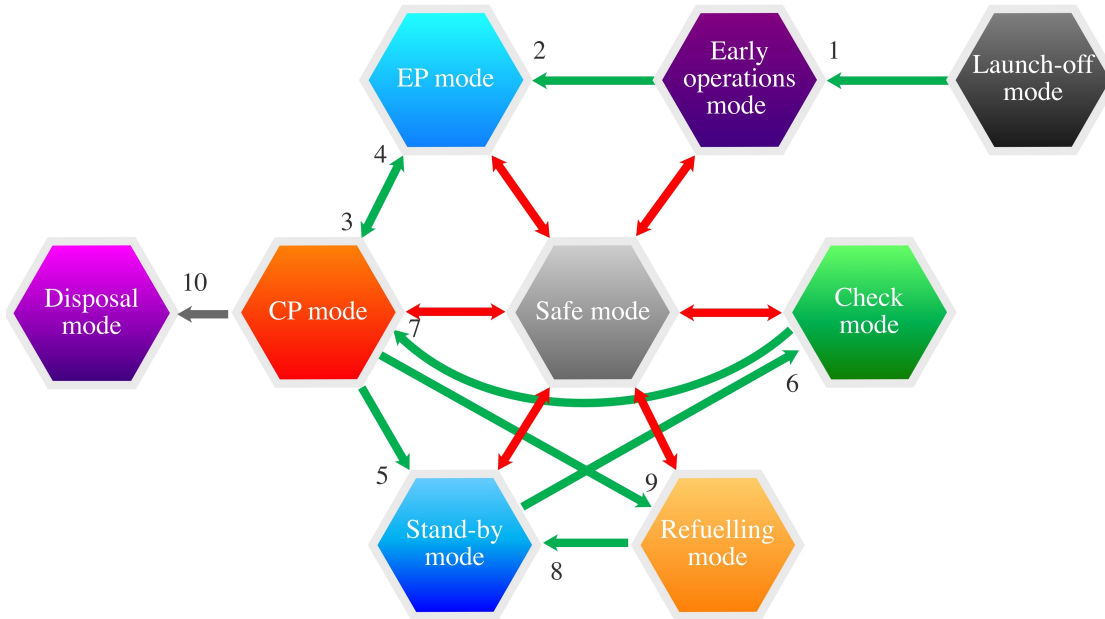 EP mode
2
Early
operations
mode
1
Launch-off
mode
4
3
Disposal
mode
10
CP mode
7
Safe mode
Check
mode
6
5
Stand-by
mode
8
9
Refuelling
mode